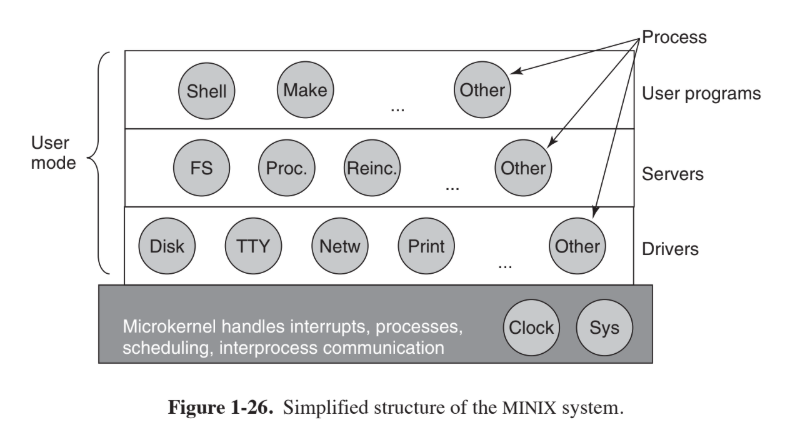 Process
Shell Make ... Other
User programs
User
mode
FS Proc. Reinc. ... Other
Servers
Disk TTY Netw Print ... Other
Drivers
Microkernel handles interrupts, processes,
scheduling, interprocess communication
Clock Sys
Figure 1-26. Simplified structure of the MINIX system.